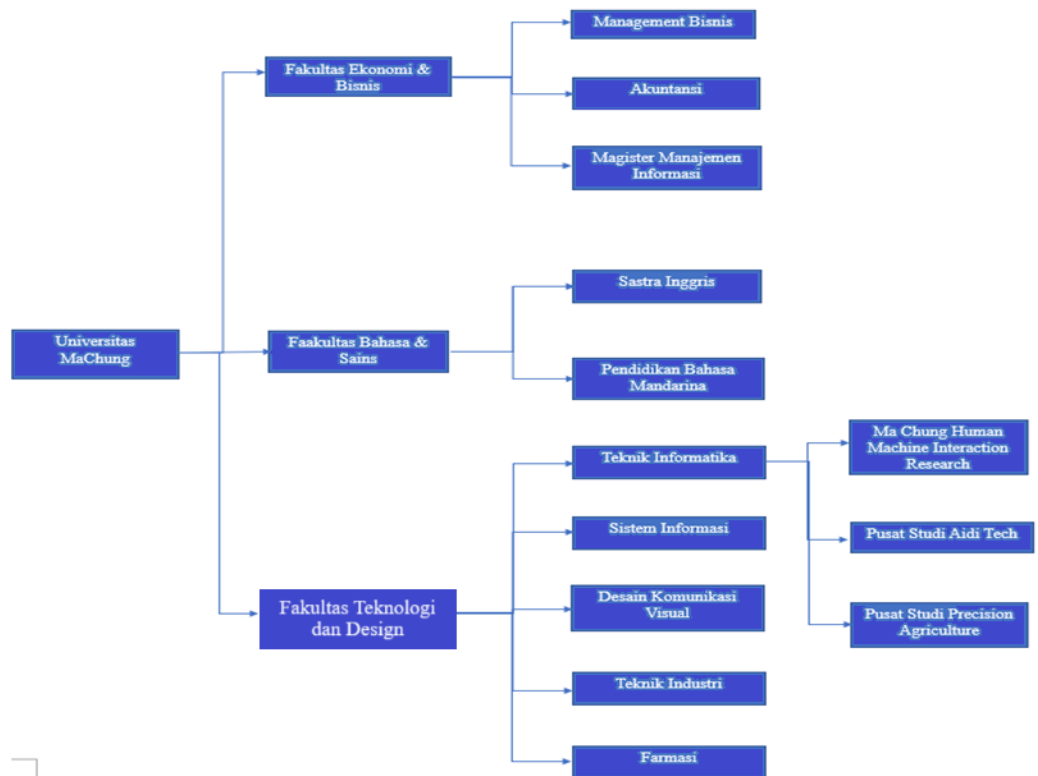 Universitas
MaChung
Fakultas Ekonomi &
Bisnis
Management Bisnis
Akuntansi
Magister Manajemen
Informasi
Faakultas Bahasa &
Sains
Sastra Inggris
Pendidikan Bahasa
Mandarina
Fakultas Teknologi
dan Design
Teknik Informatika
Ma Chung Human
Machine Interaction
Research
Pusat Studi Aidi Tech
Pusat Studi Precision
Agriculture
Sistem Informasi
Desain Komunikasi
Visual
Teknik Industri
Farmasi